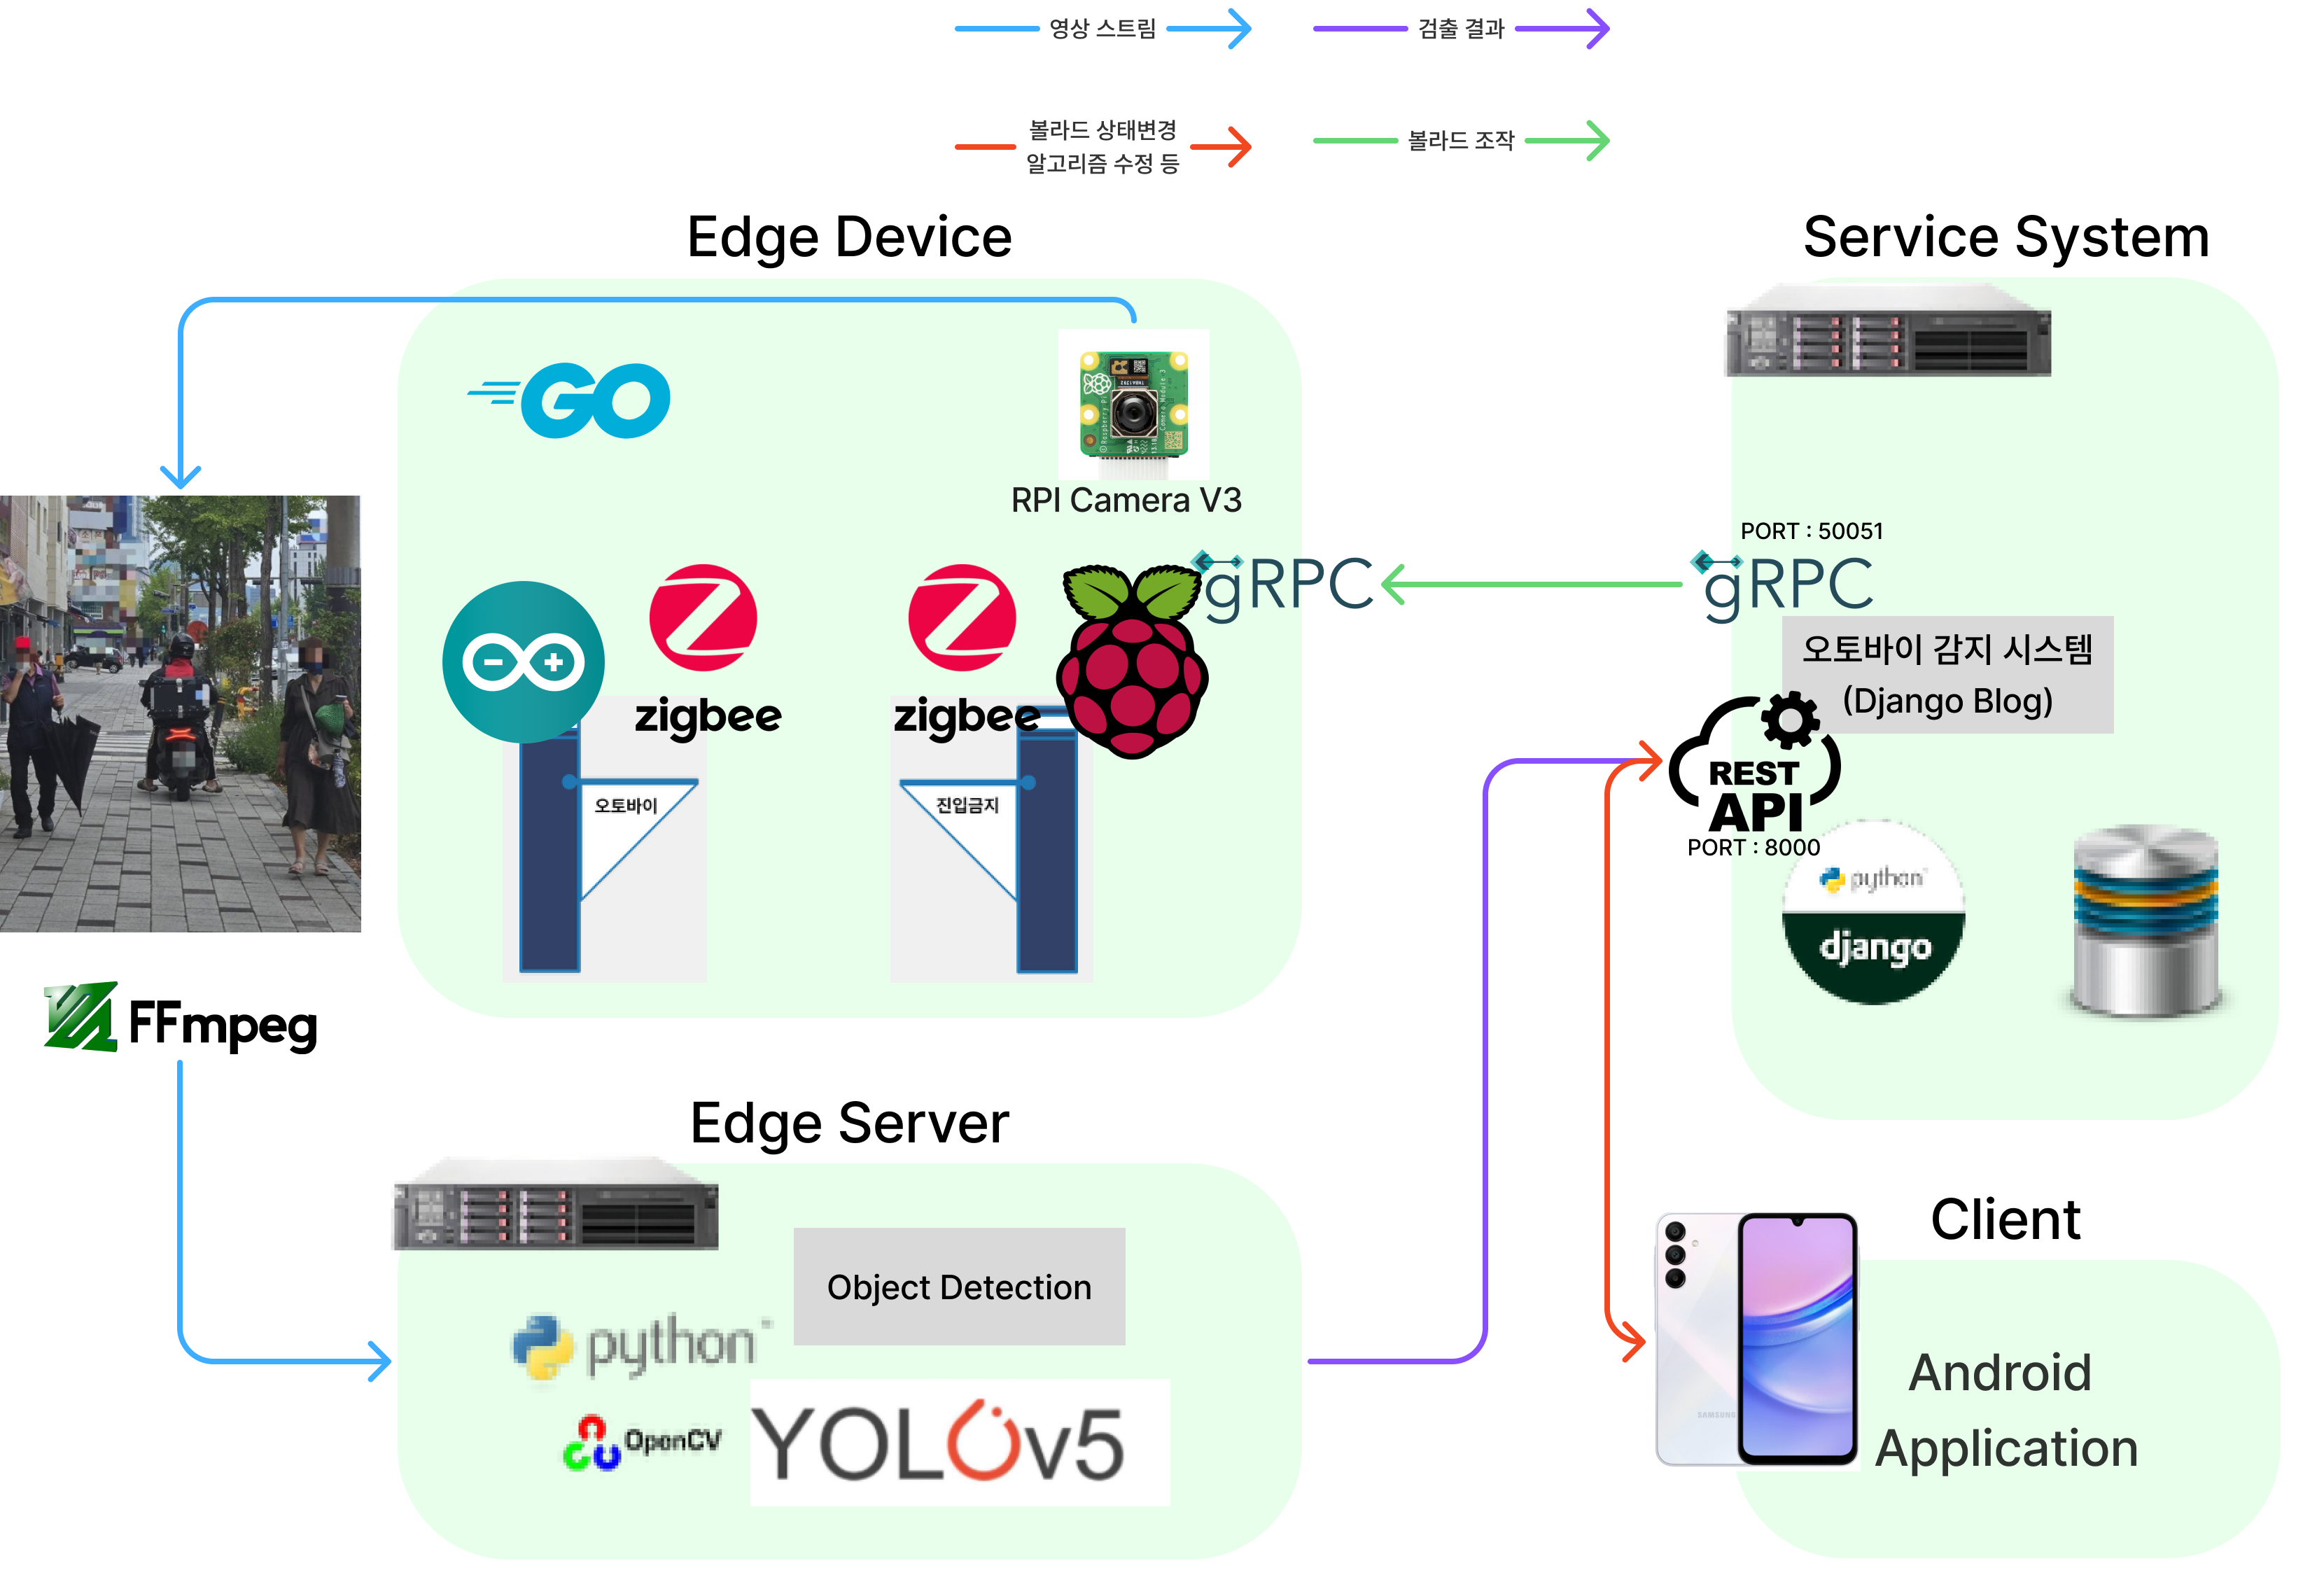 영상 스트림
검출 결과
볼라드 상태변경
알고리즘 수정 등
볼라드 조작
Edge Device
Service System
GO
RPI Camera V3
PORT : 50051
gRPC
gRPC
오토바이 감지 시스템
(Django Blog)
zigbee
zigbee
REST
API
PORT : 8000
오토바이
진입금지
python
django
FFmpeg
Edge Server
Object Detection
python
OpenCV
YOLOv5
Client
Android
Application
SAMSUNG